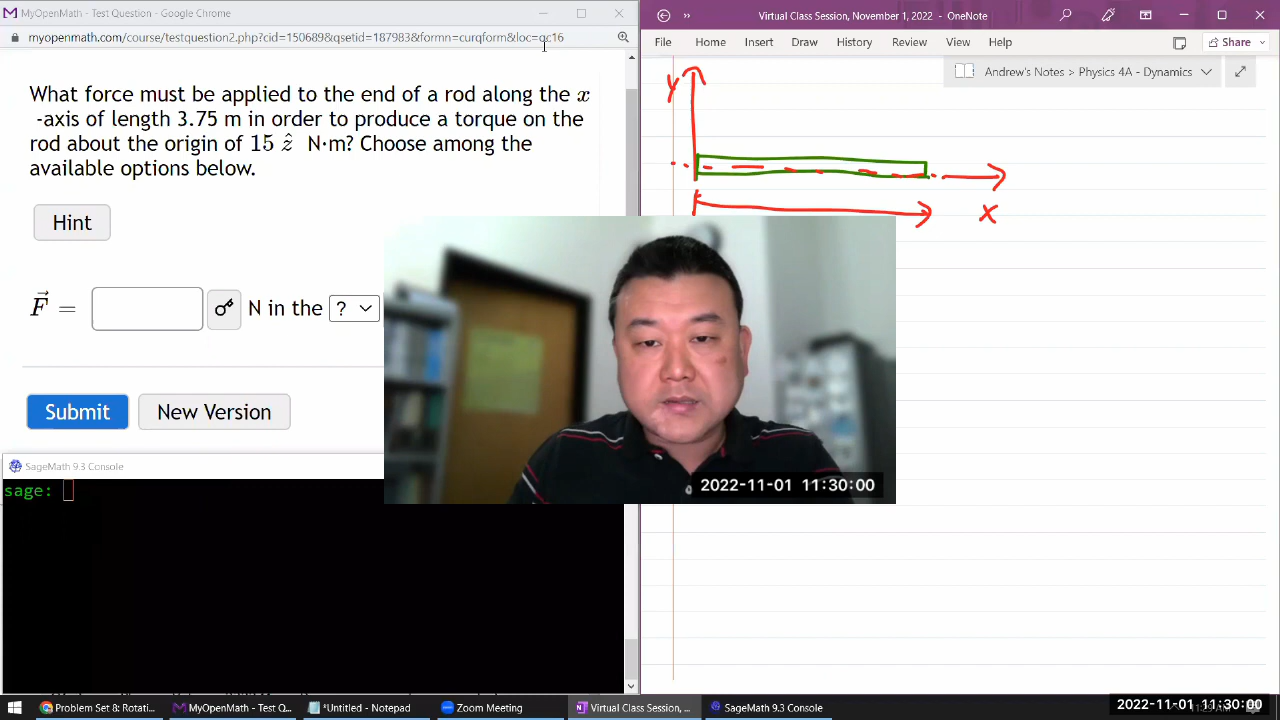 MyOpenMath - Test Question - Google Chrome
myopenmath.com/course/testquestion2.php?cid=150689&qsetid=187983&formn=curqform&loc=qc16
What force must be applied to the end of a rod along the x
-axis of length 3.75 m in order to produce a torque on the
rod about the origin of 15 ẑ N·m? Choose among the
available options below.
Hint
F⃗ = N in the ?
Submit New Version
SageMath 9.3 Console
sage:
Virtual Class Session, November 1, 2022 - OneNote
File Home Insert Draw History Review View Help Share
Andrew's Notes › Physics 4A - Dynamics
y
x
2022-11-01 11:30:00
Problem Set 8: Rotati... MyOpenMath - Test Q... *Untitled - Notepad Zoom Meeting Virtual Class Session, ... SageMath 9.3 Console
2022-11-01 11:30:00